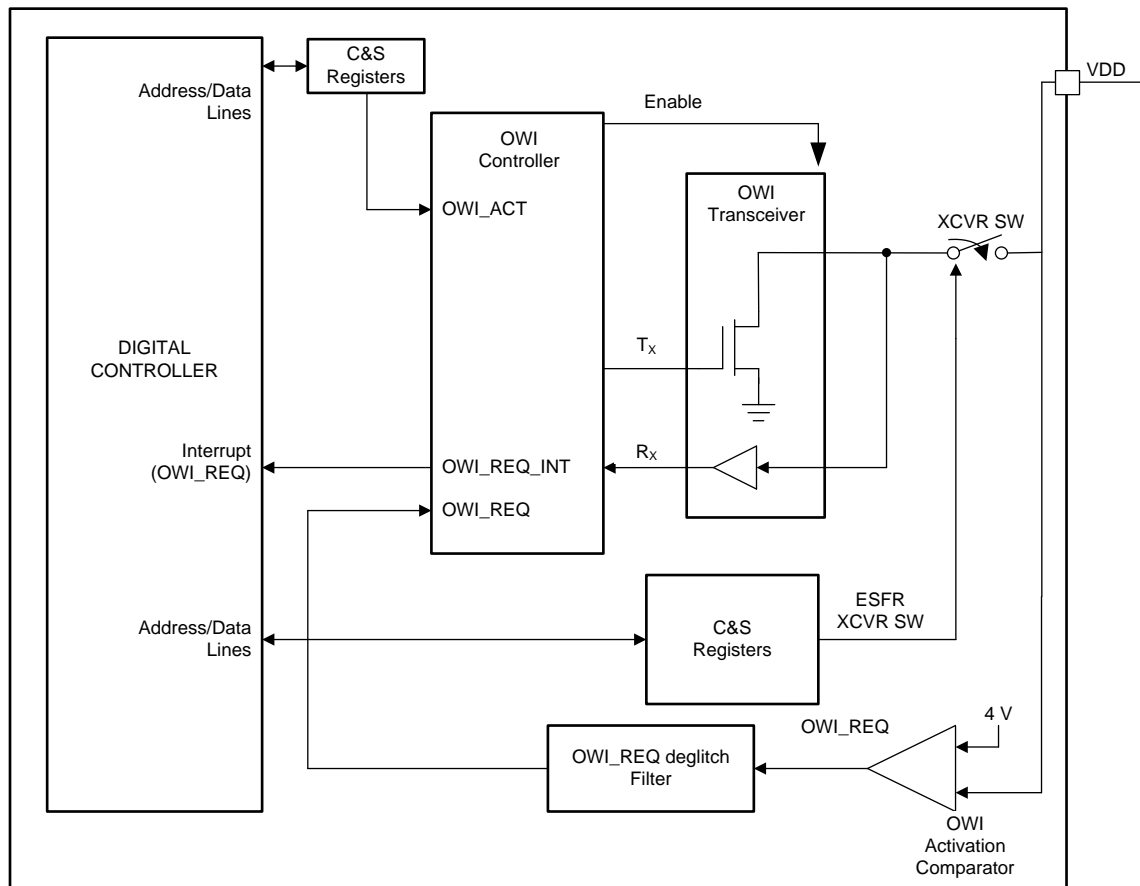 C&S
Registers
VDD
Address/Data
Lines
Enable
OWI
Controller
OWI
Transceiver
OWI_ACT
XCVR SW
DIGITAL
CONTROLLER
TX
Interrupt
(OWI_REQ)
OWI_REQ_INT
RX
OWI_REQ
Address/Data
Lines
C&S
Registers
ESFR
XCVR SW
OWI_REQ
4 V
OWI_REQ deglitch
Filter
OWI
Activation
Comparator